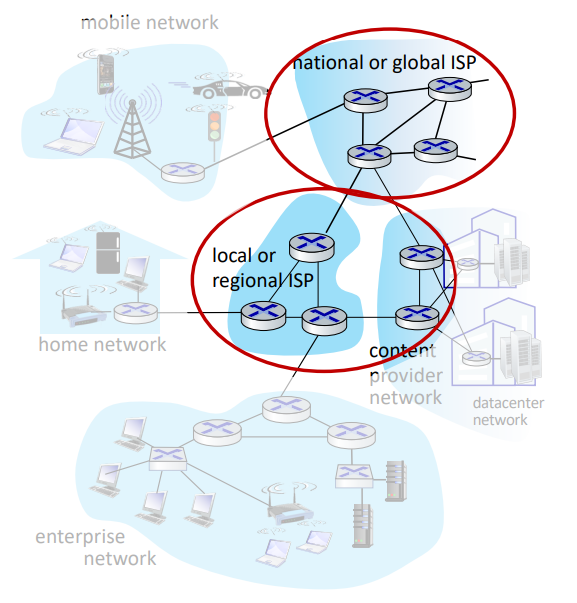 mobile network
national or global ISP
local or
regional ISP
home network
content
provider
network
datacenter
network
enterprise
network